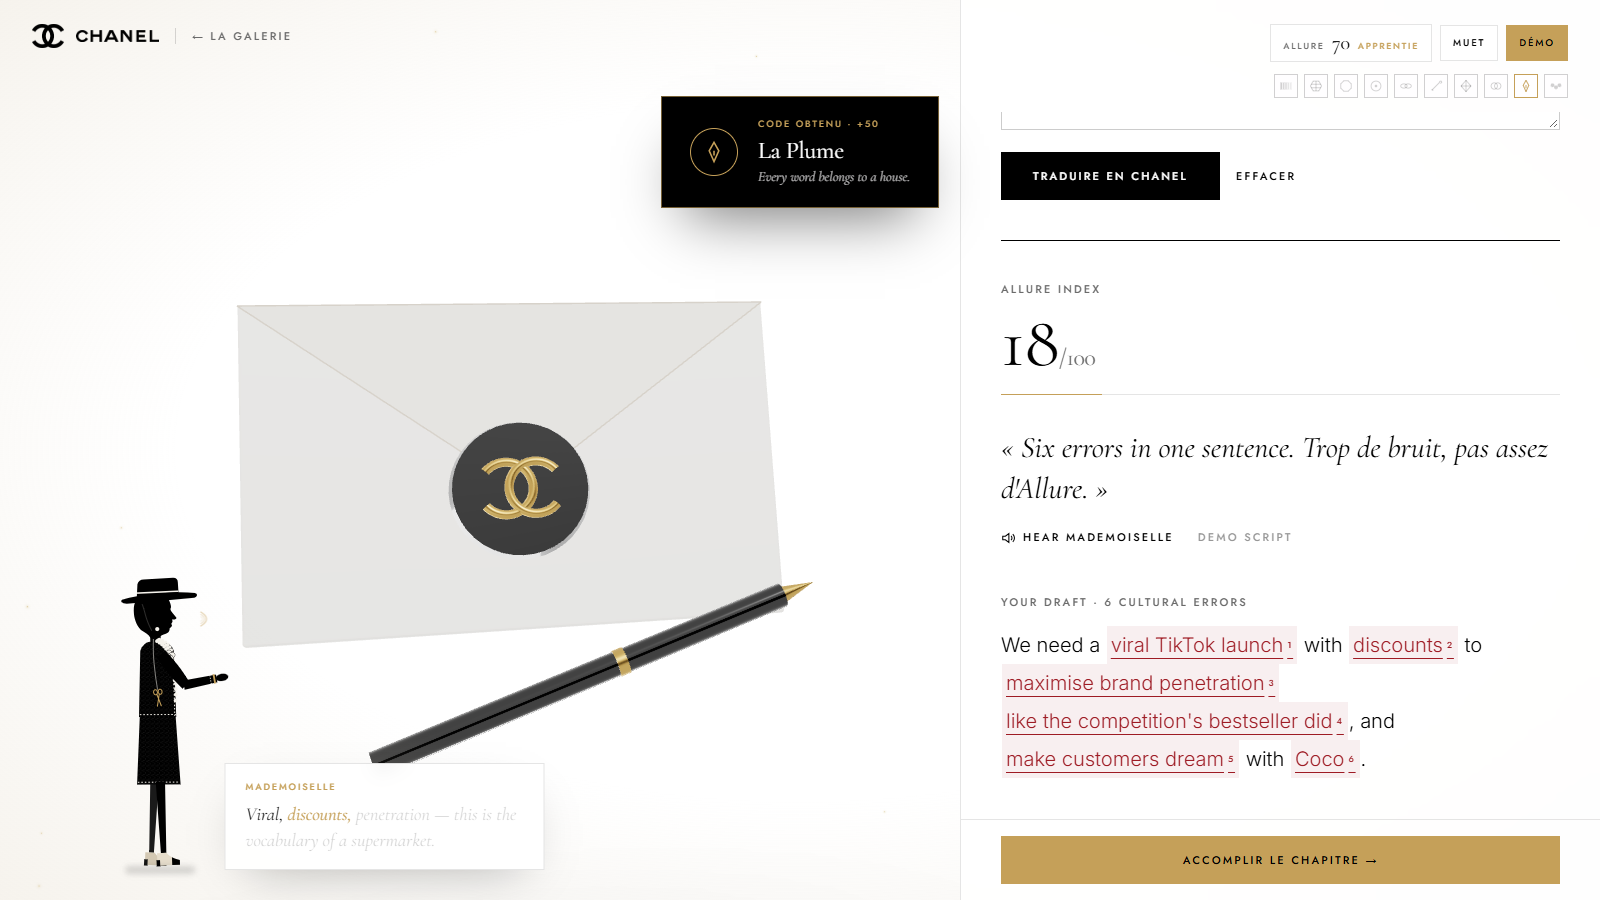 CHANEL
← LA GALERIE
ALLURE 70 APPRENTIE
MUET
DÉMO
CODE OBTENU · +50
La Plume
Every word belongs to a house.
TRADUIRE EN CHANEL
EFFACER
ALLURE INDEX
18/100
« Six errors in one sentence. Trop de bruit, pas assez
d'Allure. »
HEAR MADEMOISELLE
DEMO SCRIPT
YOUR DRAFT · 6 CULTURAL ERRORS
We need a viral TikTok launch 1 with discounts 2 to
maximise brand penetration 3
like the competition's bestseller did 4 , and
make customers dream 5 with Coco 6 .
MADEMOISELLE
Viral, discounts, penetration — this is the
vocabulary of a supermarket.
ACCOMPLIR LE CHAPITRE →